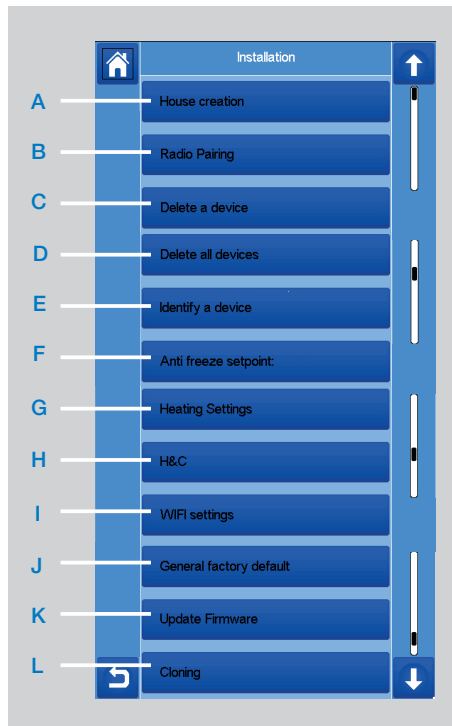 Installation
A House creation
B Radio Pairing
C Delete a device
D Delete all devices
E Identify a device
F Anti freeze setpoint:
G Heating Settings
H H&C
I WIFI settings
J General factory default
K Update Firmware
L Cloning